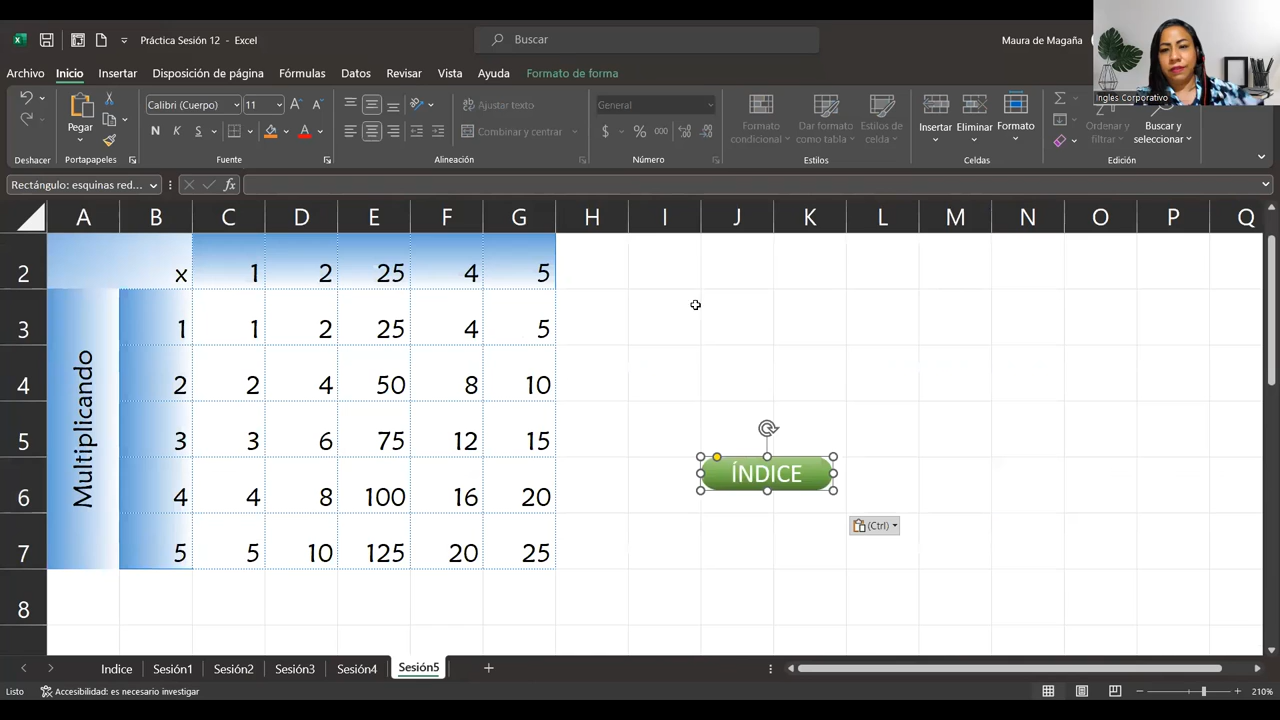 Práctica Sesión 12 - Excel
Buscar
Maura de Magaña
Ingles Corporativo
Archivo Inicio Insertar Disposición de página Fórmulas Datos Revisar Vista Ayuda Formato de forma
Pegar
Calibri (Cuerpo) 11
N K S
Ajustar texto
Combinar y centrar
General
$ % 000
Formato condicional
Dar formato como tabla
Estilos de celda
Insertar
Eliminar
Formato
Ordenar y filtrar
Buscar y seleccionar
Deshacer Portapapeles Fuente Alineación Número Estilos Celdas Edición
Rectángulo: esquinas red...
fx
A B C D E F G H I J K L M N O P Q
2 x 1 2 25 4 5
3 1 1 2 25 4 5
4 2 2 4 50 8 10
Multiplicando
5 3 3 6 75 12 15
6 4 4 8 100 16 20
ÍNDICE
(Ctrl)
7 5 5 10 125 20 25
8
Indice Sesión1 Sesión2 Sesión3 Sesión4 Sesión5
Listo Accesibilidad: es necesario investigar
210%